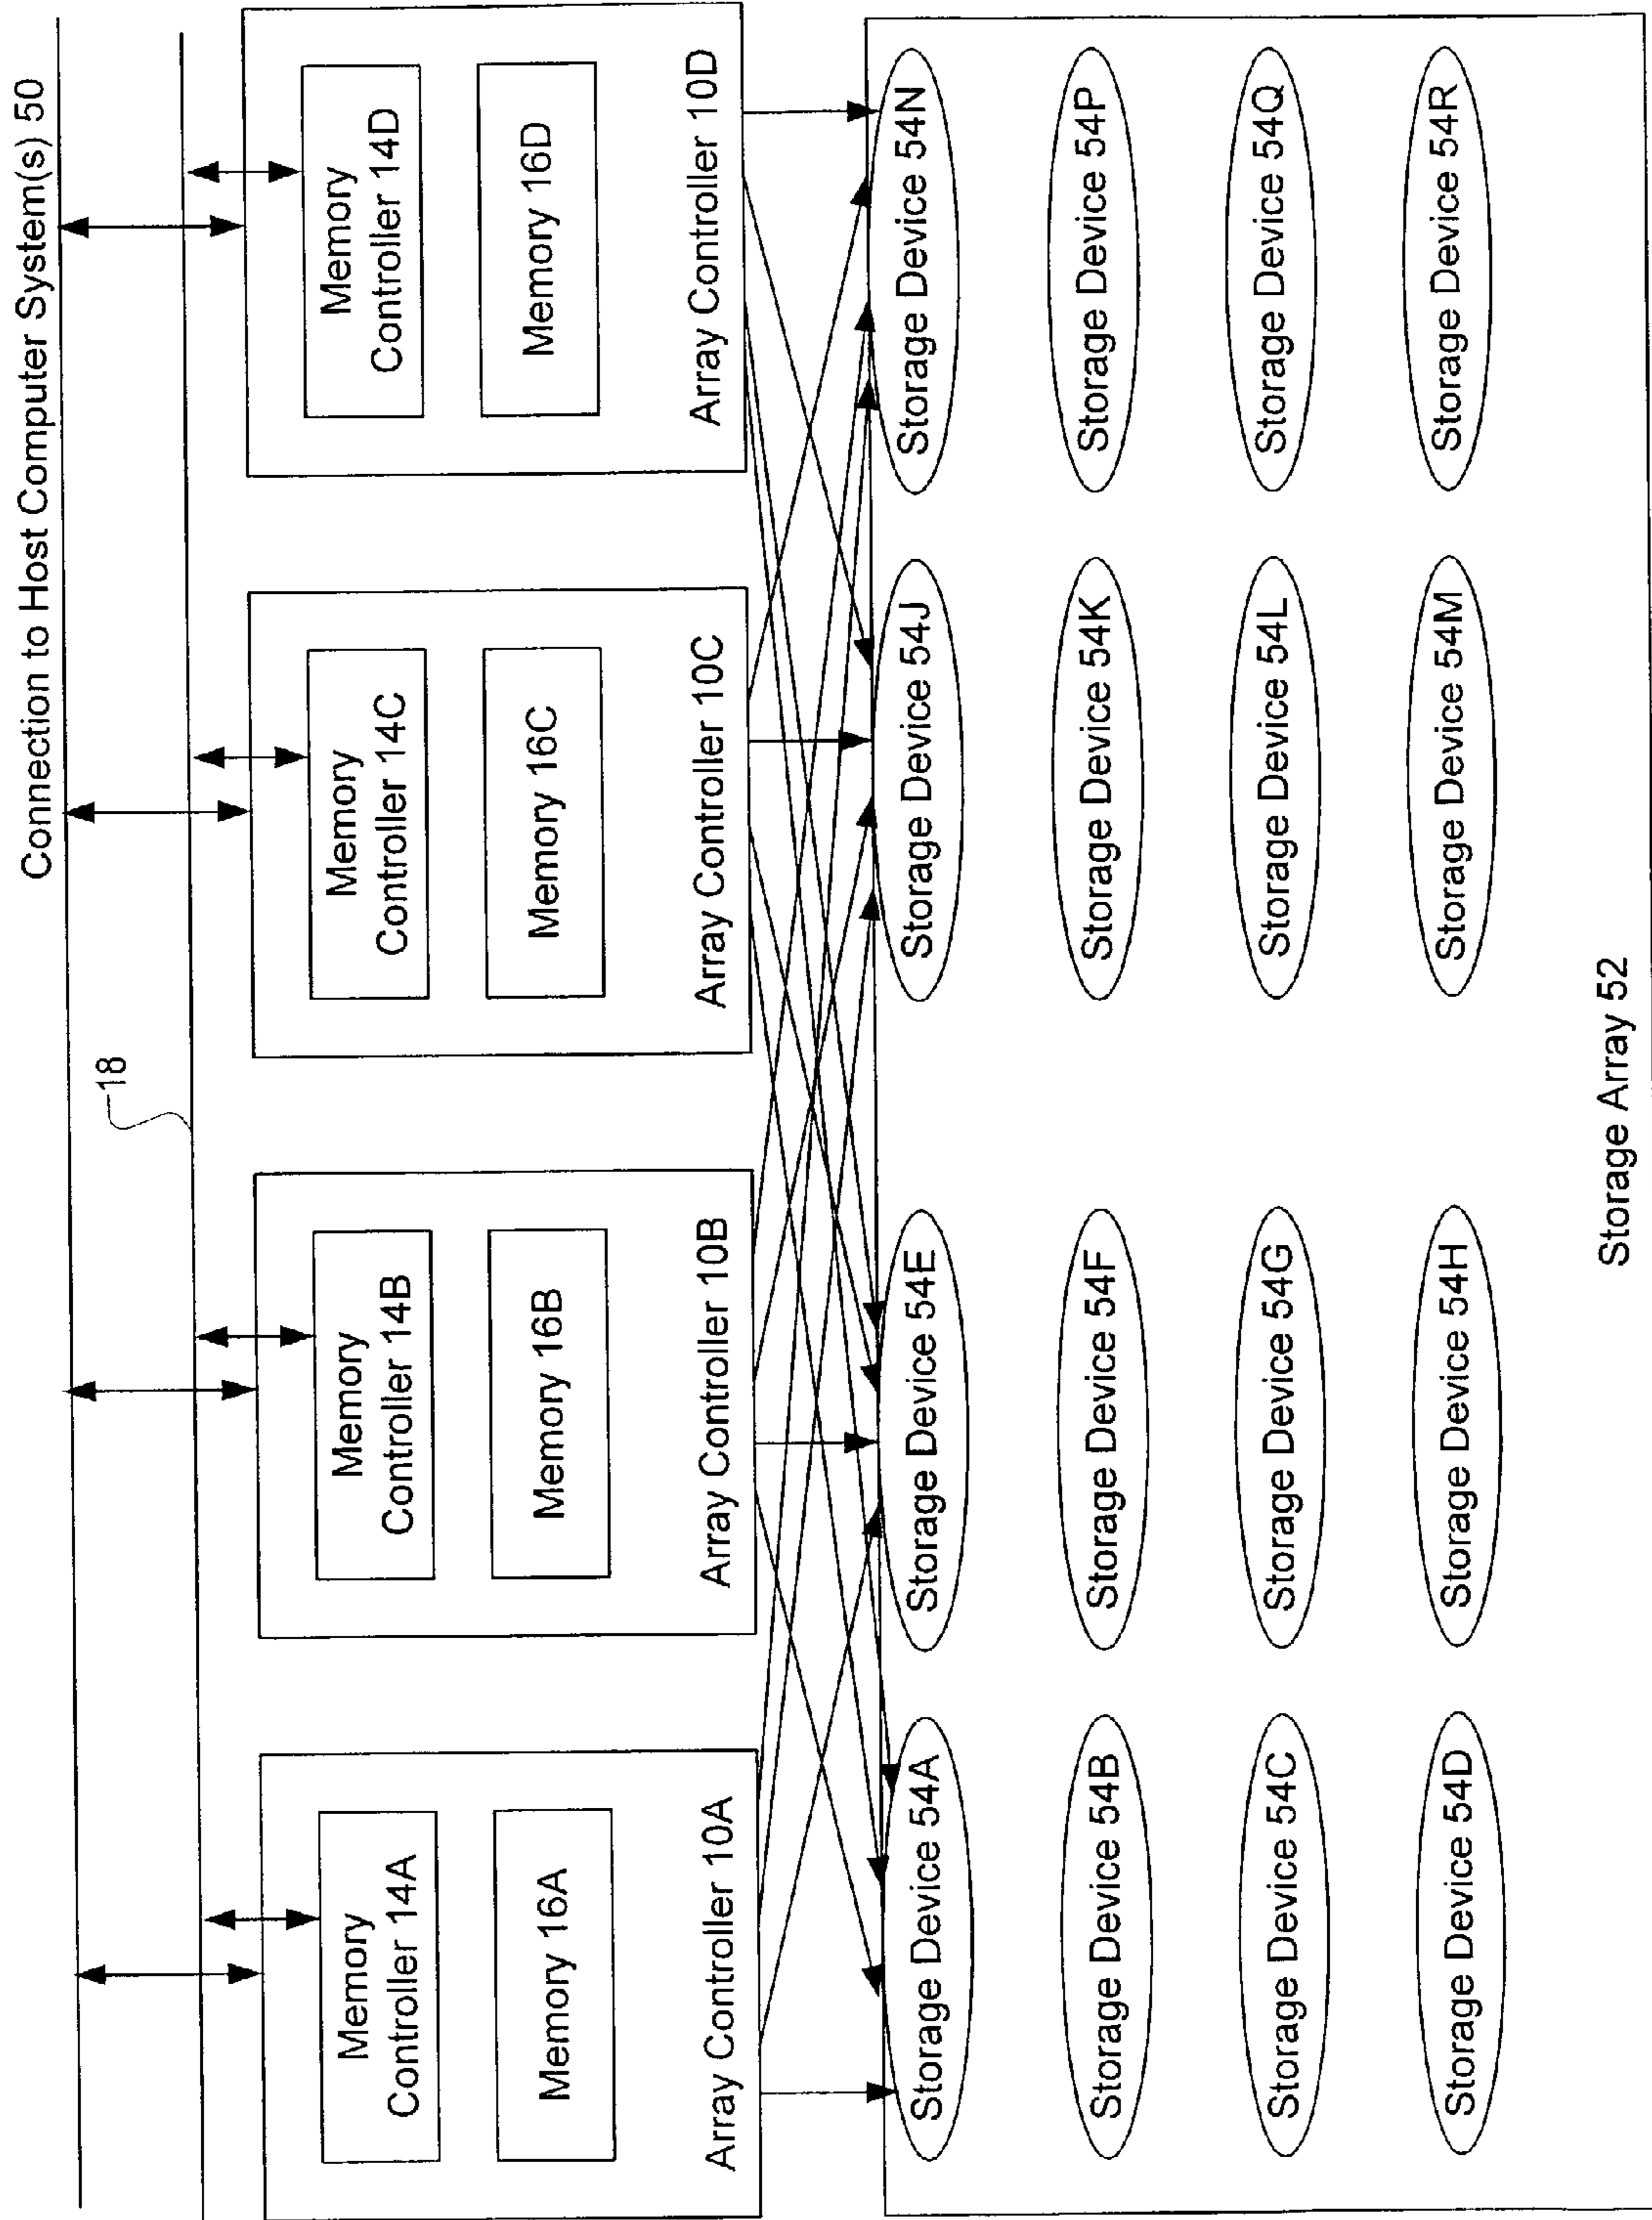 Connection to Host Computer System(s) 50
18
Memory
Controller 14A
Memory 16A
Array Controller 10A
Memory
Controller 14B
Memory 16B
Array Controller 10B
Memory
Controller 14C
Memory 16C
Array Controller 10C
Memory
Controller 14D
Memory 16D
Array Controller 10D
Storage Device 54A
Storage Device 54E
Storage Device 54J
Storage Device 54N
Storage Device 54B
Storage Device 54F
Storage Device 54K
Storage Device 54P
Storage Device 54C
Storage Device 54G
Storage Device 54L
Storage Device 54Q
Storage Device 54D
Storage Device 54H
Storage Device 54M
Storage Device 54R
Storage Array 52